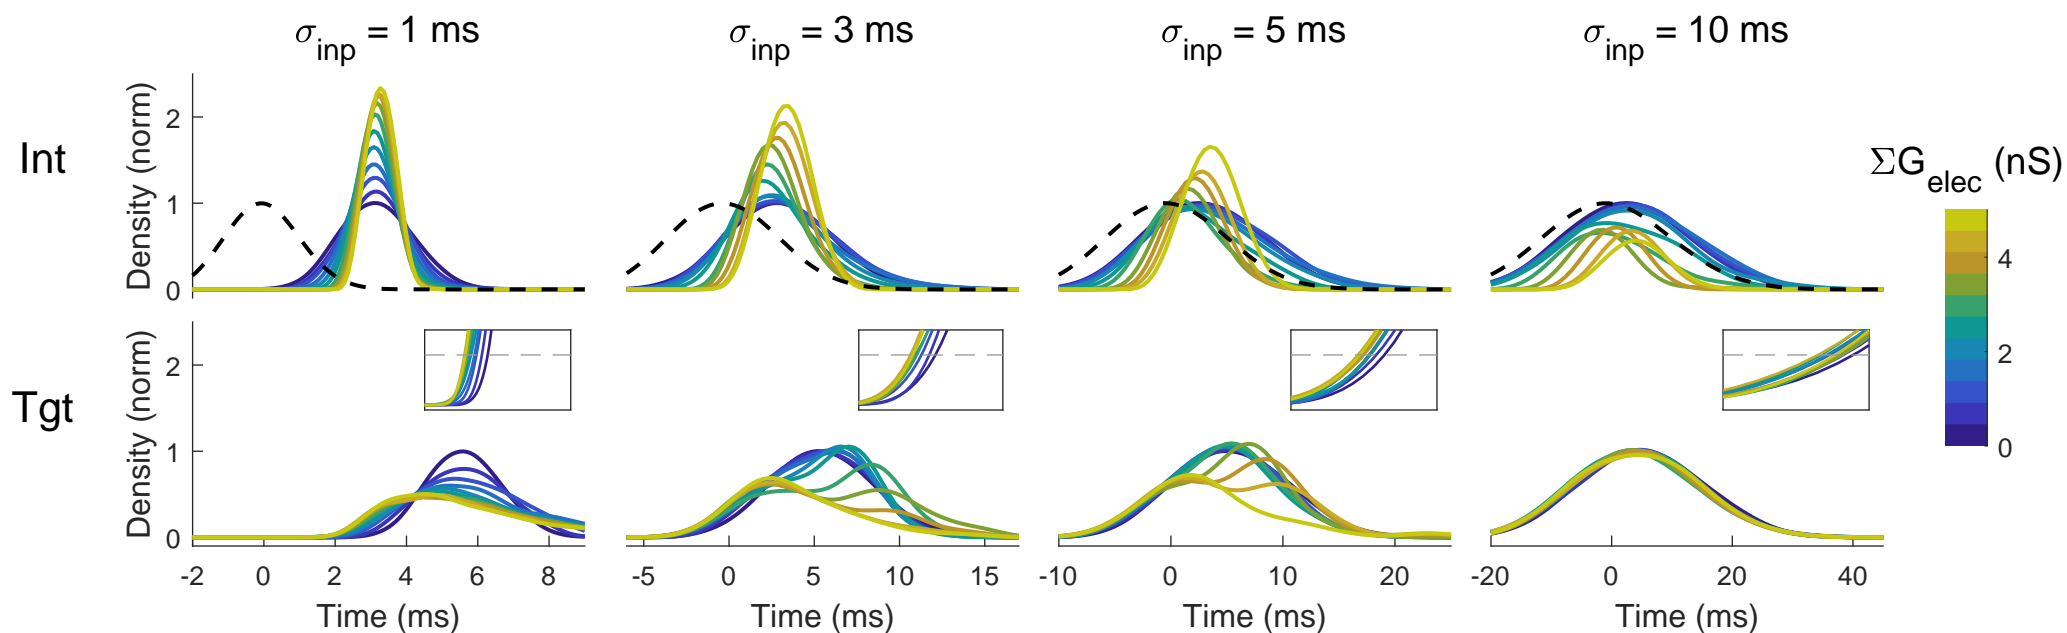 σinp = 1 ms σinp = 3 ms σinp = 5 ms σinp = 10 ms
Int
Density (norm)
2
1
0
ΣGelec (nS)
4
2
0
Tgt
Density (norm)
2
1
0
-2 0 2 4 6 8
-5 0 5 10 15
-10 0 10 20
-20 0 20 40
Time (ms) Time (ms) Time (ms) Time (ms)